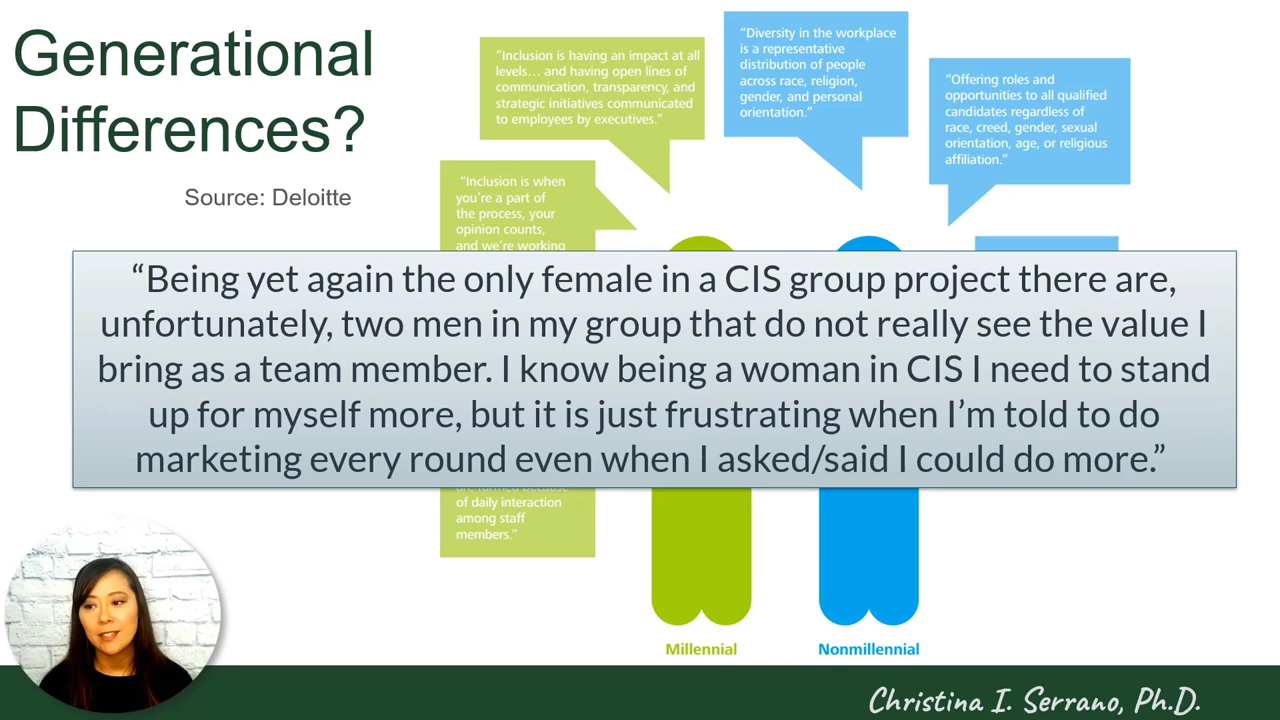 Generational
Differences?
Source: Deloitte
“Inclusion is having an impact at all
levels… and having open lines of
communication, transparency, and
strategic initiatives communicated
to employees by executives.”
“Diversity in the workplace
is a representative
distribution of people
across race, religion,
gender, and personal
orientation.”
“Offering roles and
opportunities to all qualified
candidates regardless of
race, creed, gender, sexual
orientation, age, or religious
affiliation.”
“Inclusion is when
you’re a part of
the process, your
opinion counts,
and we’re working
“Being yet again the only female in a CIS group project there are,
unfortunately, two men in my group that do not really see the value I
bring as a team member. I know being a woman in CIS I need to stand
up for myself more, but it is just frustrating when I’m told to do
marketing every round even when I asked/said I could do more.”
are formed because
of daily interaction
among staff
members.”
Millennial
Nonmillennial
Christina I. Serrano, Ph.D.